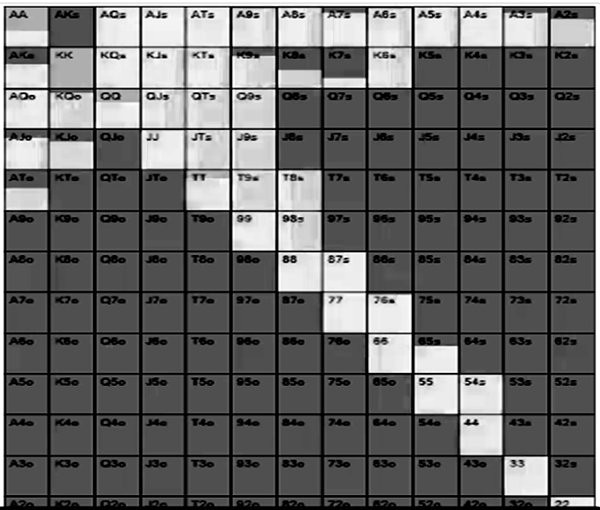 AA AKs AQs AJs ATs A9s A8s A7s A6s A5s A4s A3s A2s
AKo KK KQs KJs KTs K9s K8s K7s K6s K5s K4s K3s K2s
AQo KQo QQ QJs QTs Q9s Q8s Q7s Q6s Q5s Q4s Q3s Q2s
AJo KJo QJo JJ JTs J9s J8s J7s J6s J5s J4s J3s J2s
ATo KTo QTo JTo TT T9s T8s T7s T6s T5s T4s T3s T2s
A9o K9o Q9o J9o T9o 99 98s 97s 96s 95s 94s 93s 92s
A8o K8o Q8o J8o T8o 98o 88 87s 86s 85s 84s 83s 82s
A7o K7o Q7o J7o T7o 97o 87o 77 76s 75s 74s 73s 72s
A6o K6o Q6o J6o T6o 96o 86o 76o 66 65s 64s 63s 62s
A5o K5o Q5o J5o T5o 95o 85o 75o 65o 55 54s 53s 52s
A4o K4o Q4o J4o T4o 94o 84o 74o 64o 54o 44 43s 42s
A3o K3o Q3o J3o T3o 93o 83o 73o 63o 53o 43o 33 32s
A2o K2o Q2o J2o T2o 92o 82o 72o 62o 52o 42o 32o 22